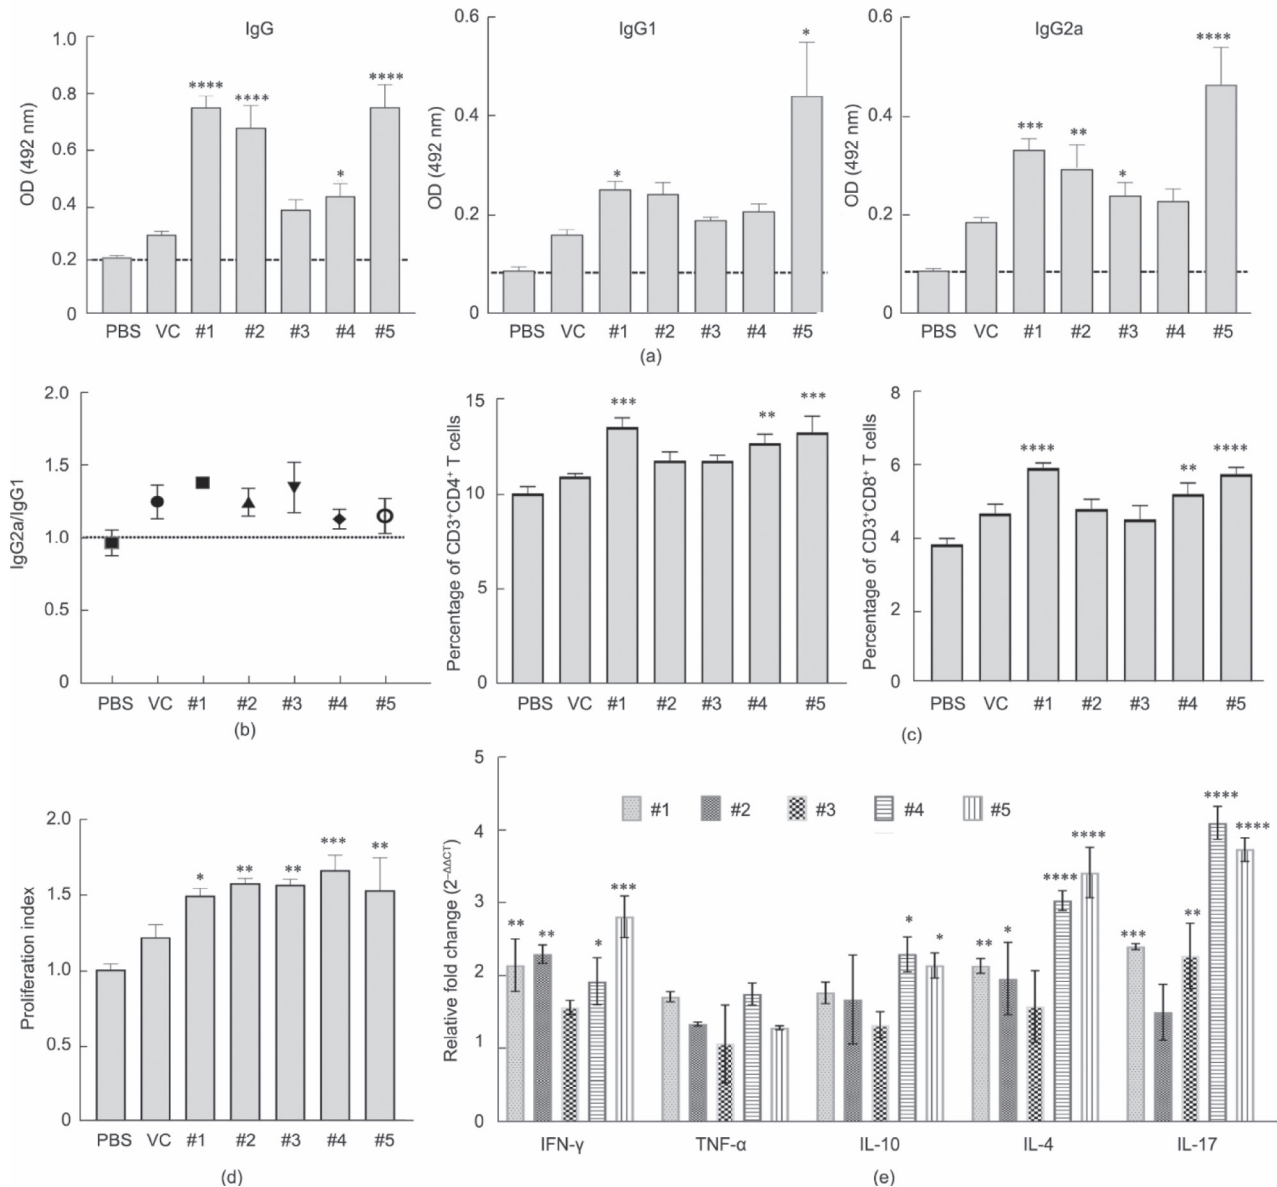 IgG
OD (492 nm)
1.0
0.8
0.6
0.4
0.2
0
****
****
*
****
PBS VC #1 #2 #3 #4 #5
IgG1
OD (492 nm)
0.6
0.4
0.2
0
*
*
PBS VC #1 #2 #3 #4 #5
IgG2a
OD (492 nm)
0.6
0.4
0.2
0
***
**
*
****
PBS VC #1 #2 #3 #4 #5
(a)
IgG2a/IgG1
2.0
1.5
1.0
0.5
0
PBS VC #1 #2 #3 #4 #5
(b)
Percentage of CD3⁺CD4⁺ T cells
15
10
5
0
***
**
***
PBS VC #1 #2 #3 #4 #5
Percentage of CD3⁺CD8⁺ T cells
8
6
4
2
0
****
**
****
PBS VC #1 #2 #3 #4 #5
(c)
Proliferation index
2.0
1.5
1.0
0.5
0
*
**
**
***
**
PBS VC #1 #2 #3 #4 #5
(d)
Relative fold change (2⁻ΔΔCT)
5
4
3
2
1
0
#1 #2 #3 #4 #5
** ** * ***
* *
** * **** ****
*** ** **** ****
IFN-γ TNF-α IL-10 IL-4 IL-17
(e)